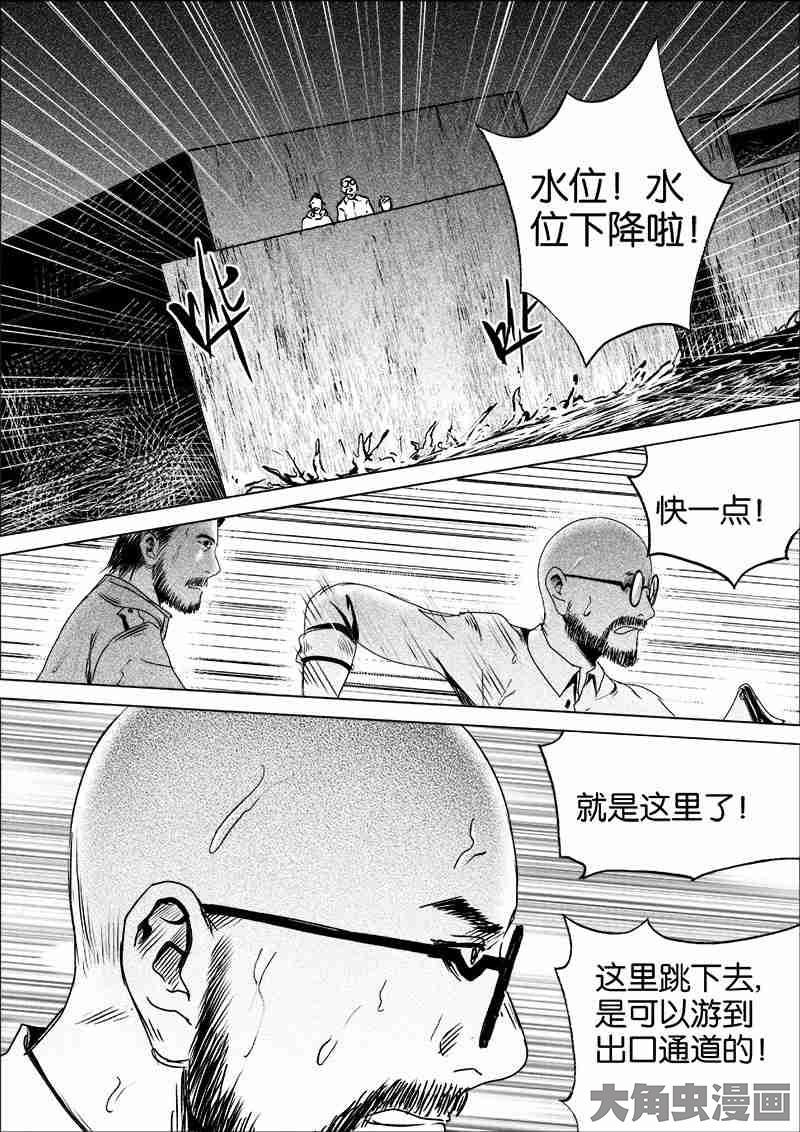 水位！水
位下降啦！
哗
哗
快一点！
就是这里了！
这里跳下去，
是可以游到
出口通道的！
大角虫漫画